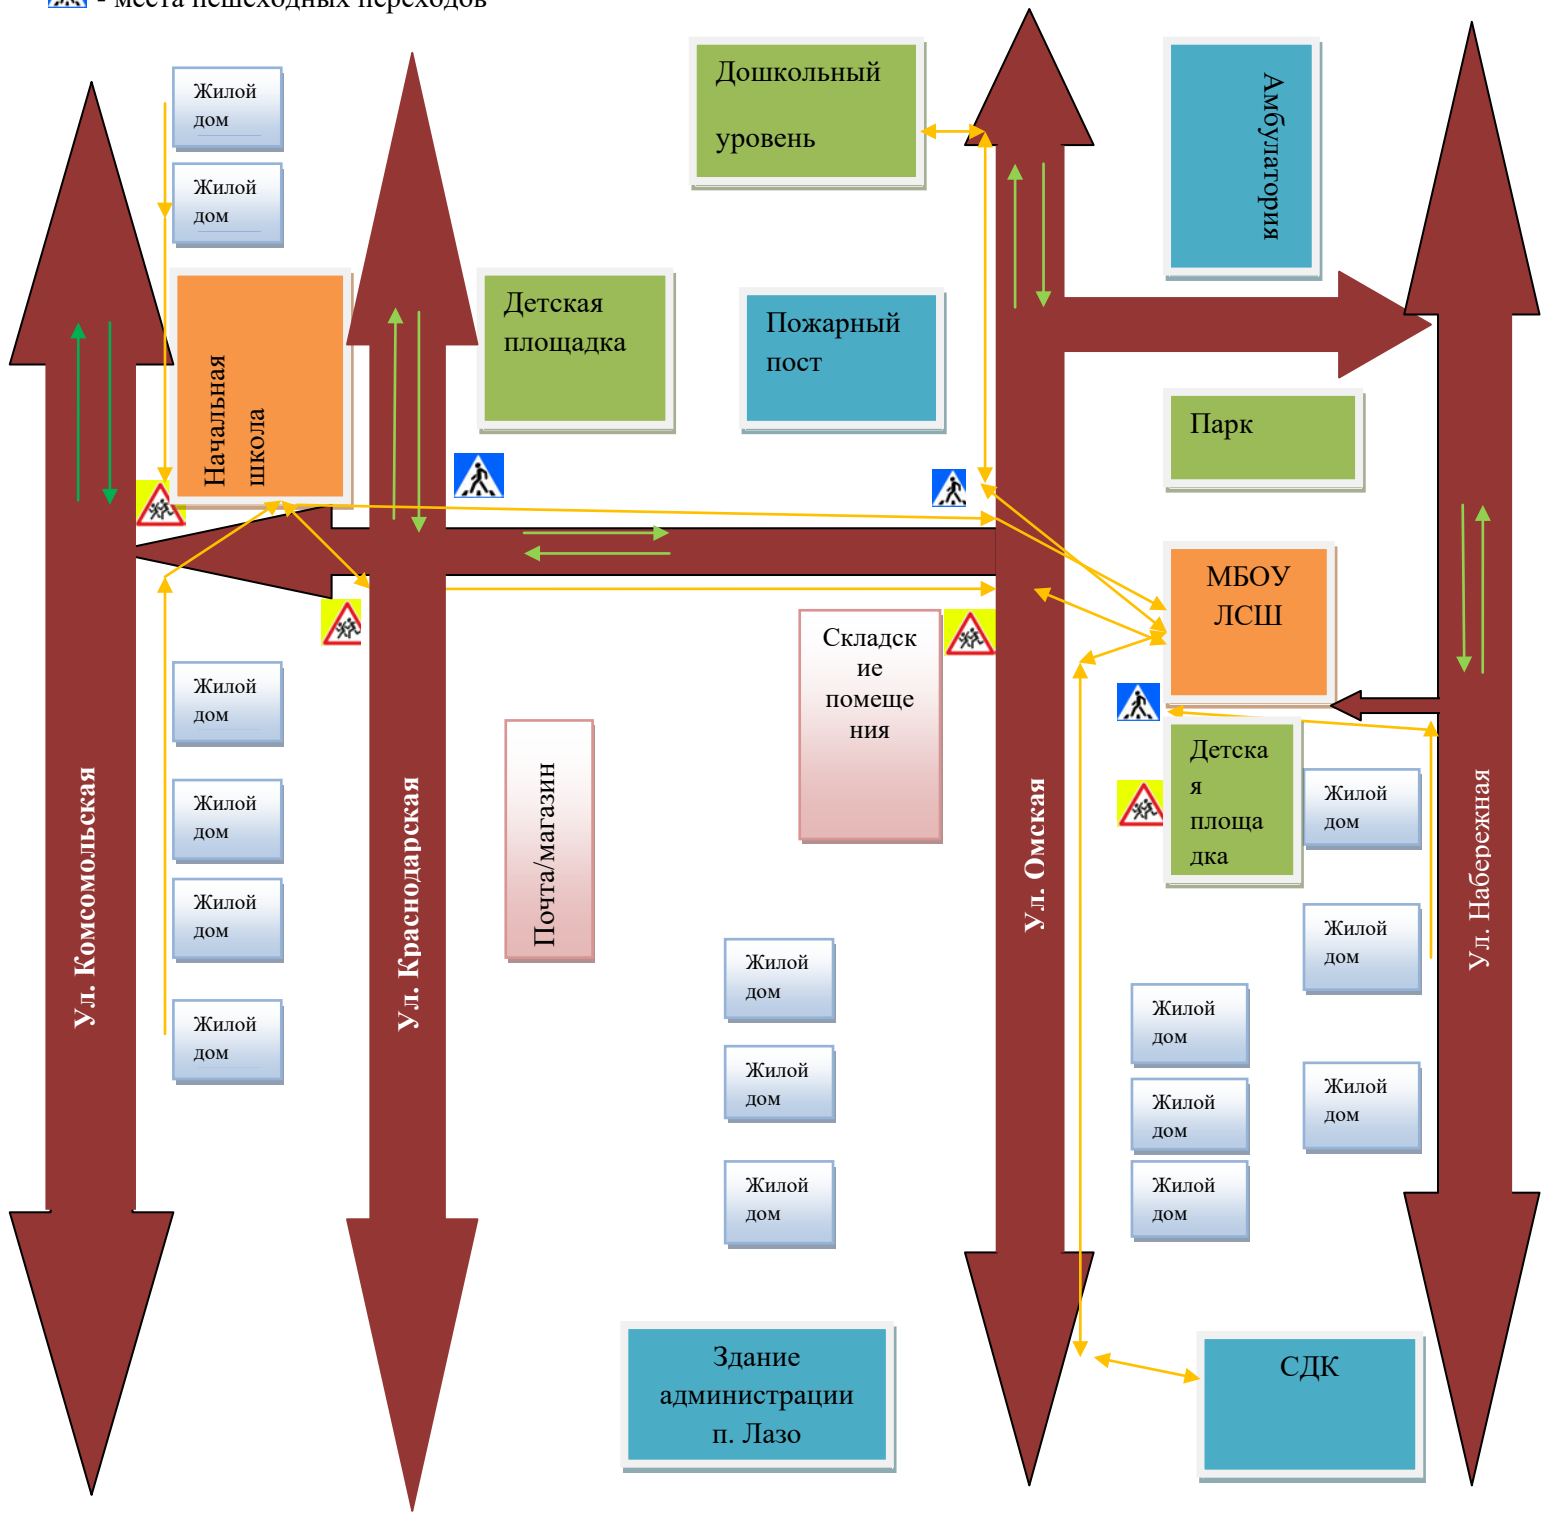 - места пешеходных переходов
Жилой
дом
Жилой
дом
Дошкольный
уровень
Амбулатория
Начальная
школа
Детская
площадка
Пожарный
пост
Парк
МБОУ
ЛСШ
Складск
ие
помеще
ния
Почта/магазин
Детска
я
площа
дка
Ул. Комсомольская
Ул. Краснодарская
Ул. Омская
Ул. Набережная
Жилой
дом
Жилой
дом
Жилой
дом
Жилой
дом
Жилой
дом
Жилой
дом
Жилой
дом
Жилой
дом
Жилой
дом
Жилой
дом
Жилой
дом
Жилой
дом
Жилой
дом
Здание
администрации
п. Лазо
СДК